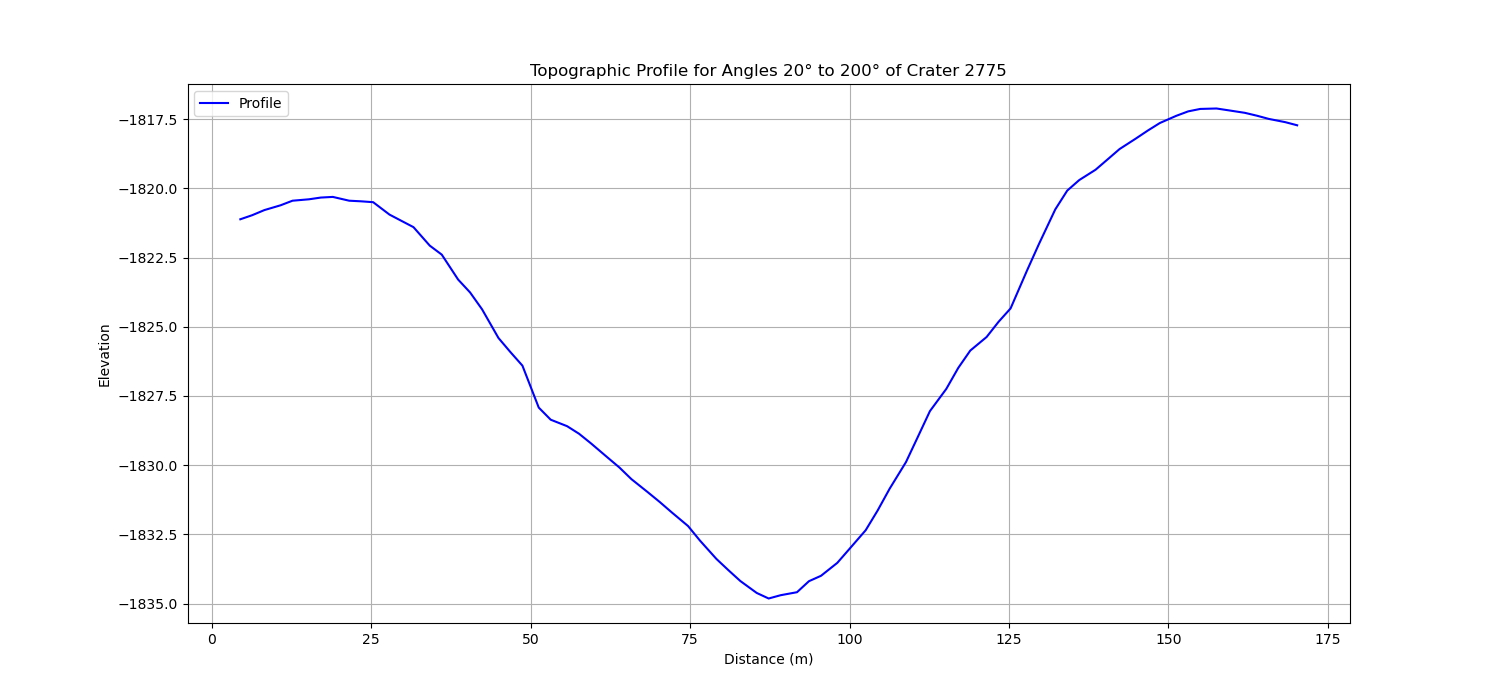 Topographic Profile for Angles 20° to 200° of Crater 2775
Profile
−1817.5
−1820.0
−1822.5
−1825.0
−1827.5
−1830.0
−1832.5
−1835.0
Elevation
0 25 50 75 100 125 150 175
Distance (m)